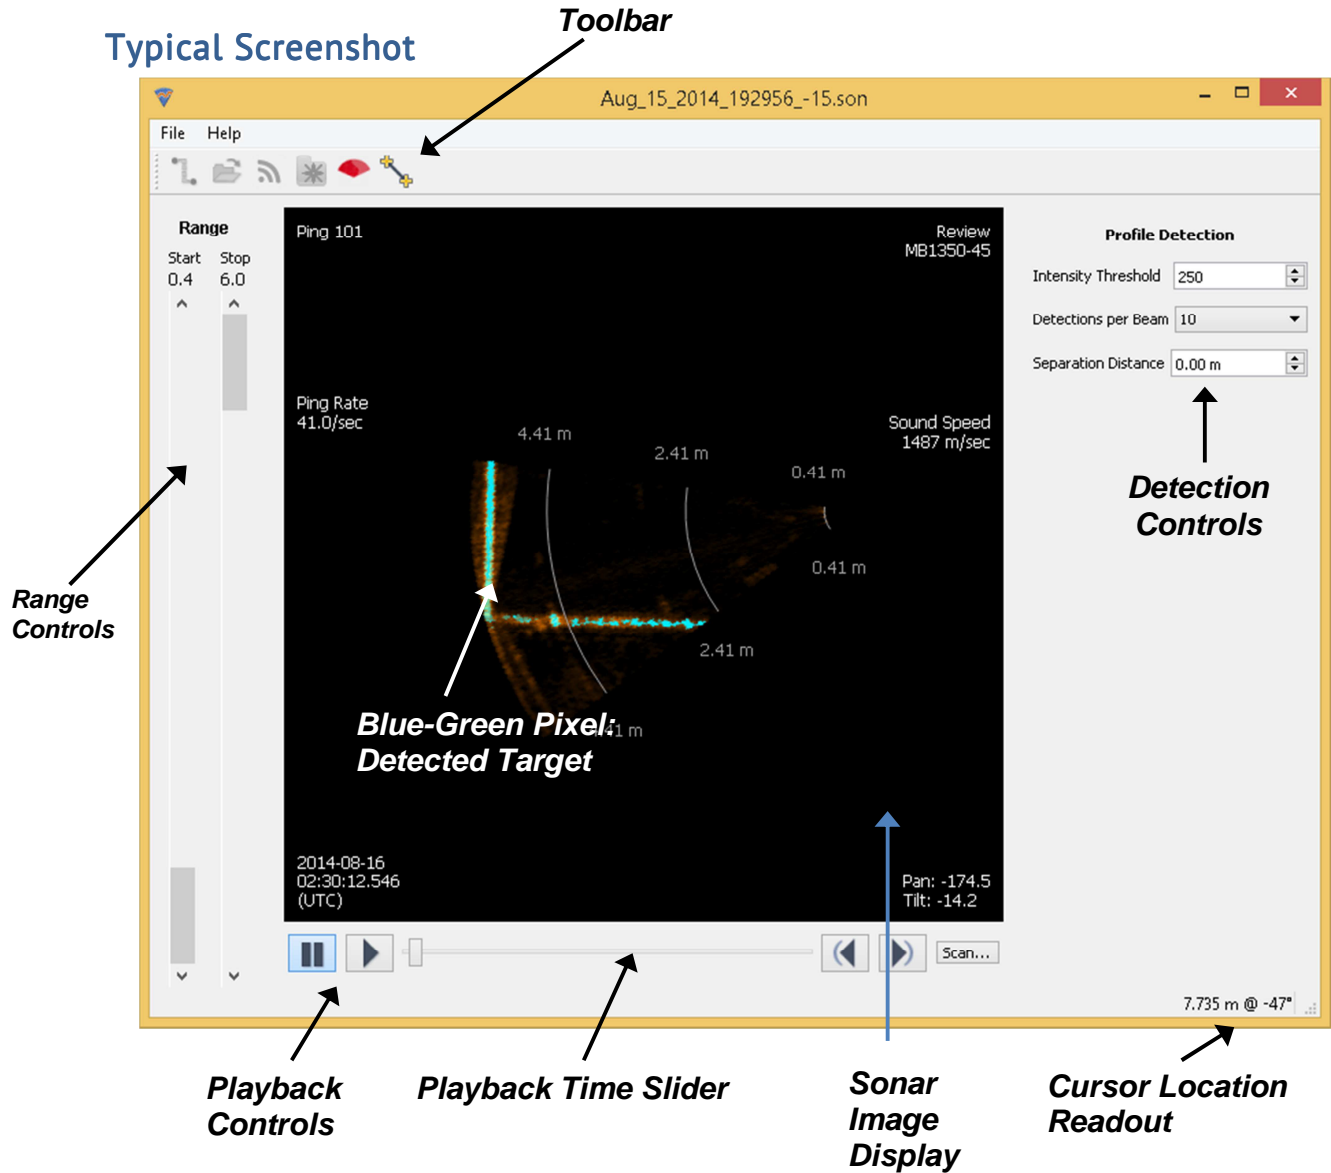 Toolbar
Typical Screenshot
Aug_15_2014_192956_-15.son
File Help
Range
Start Stop
0.4 6.0
Ping 101
Review
MB1350-45
Profile Detection
Intensity Threshold 250
Detections per Beam 10
Separation Distance 0.00 m
Ping Rate
41.0/sec
Sound Speed
1487 m/sec
4.41 m
2.41 m
0.41 m
0.41 m
2.41 m
Detection
Controls
Range
Controls
Blue-Green Pixel:
Detected Target
41 m
2014-08-16
02:30:12.546
(UTC)
Pan: -174.5
Tilt: -14.2
Scan...
7.735 m @ -47°
Playback
Controls
Playback Time Slider
Sonar
Image
Display
Cursor Location
Readout